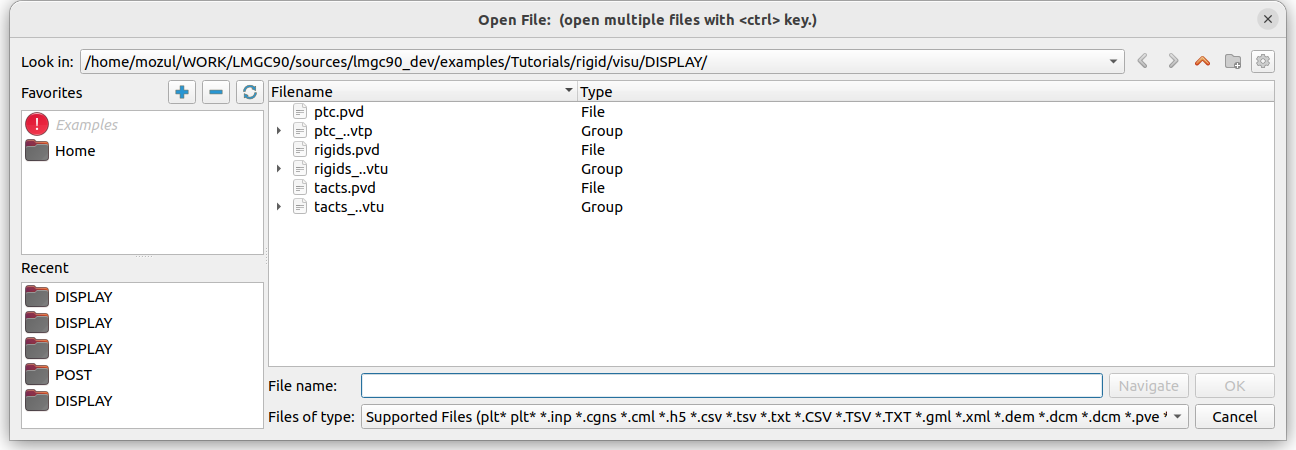 Open File:  (open multiple files with <ctrl> key.)
Look in: /home/mozul/WORK/LMGC90/sources/lmgc90_dev/examples/Tutorials/rigid/visu/DISPLAY/
Favorites
Examples
Home
Recent
DISPLAY
DISPLAY
DISPLAY
POST
DISPLAY
Filename Type
ptc.pvd File
ptc_..vtp Group
rigids.pvd File
rigids_..vtu Group
tacts.pvd File
tacts_..vtu Group
File name: Navigate OK
Files of type: Supported Files (plt* plt* *.inp *.cgns *.cml *.h5 *.csv *.tsv *.txt *.CSV *.TSV *.TXT *.gml *.xml *.dem *.dcm *.dcm *.pve * Cancel